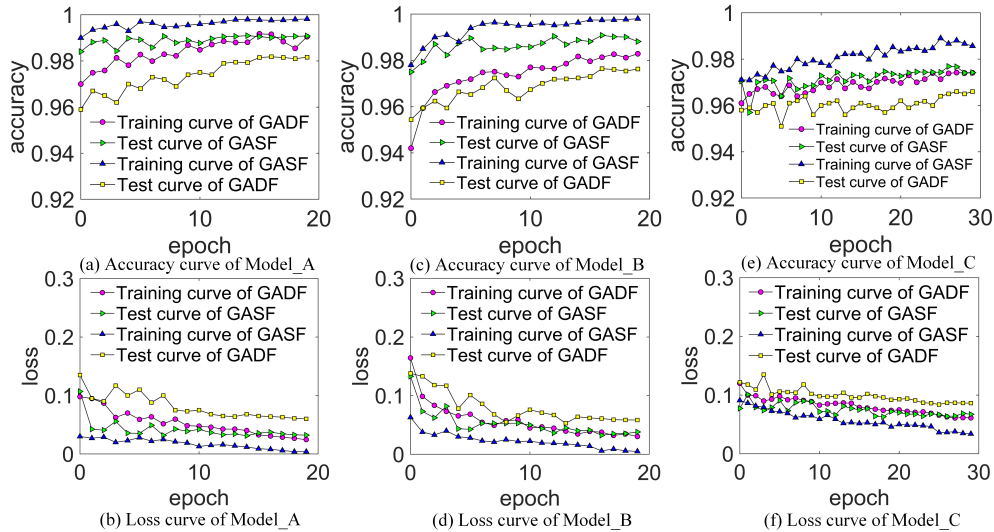 1
0.98
0.96
0.94
0.92
accuracy
Training curve of GADF
Test curve of GASF
Training curve of GASF
Test curve of GADF
0
10
20
epoch
(a) Accuracy curve of Model_A
1
0.98
0.96
0.94
0.92
accuracy
Training curve of GADF
Test curve of GASF
Training curve of GASF
Test curve of GADF
0
10
20
epoch
(c) Accuracy curve of Model_B
1
0.98
0.96
0.94
0.92
accuracy
Training curve of GADF
Test curve of GASF
Training curve of GASF
Test curve of GADF
0
10
20
30
epoch
(e) Accuracy curve of Model_C
0.3
0.2
0.1
0
loss
Training curve of GADF
Test curve of GASF
Training curve of GASF
Test curve of GADF
0
10
20
epoch
(b) Loss curve of Model_A
0.3
0.2
0.1
0
loss
Training curve of GADF
Test curve of GASF
Training curve of GASF
Test curve of GADF
0
10
20
epoch
(d) Loss curve of Model_B
0.3
0.2
0.1
0
loss
Training curve of GADF
Test curve of GASF
Training curve of GASF
Test curve of GADF
0
10
20
30
epoch
(f) Loss curve of Model_C